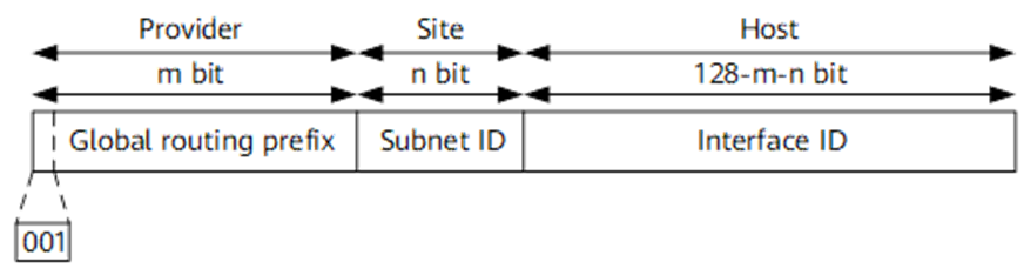 Provider Site Host
m bit n bit 128-m-n bit
Global routing prefix Subnet ID Interface ID
001